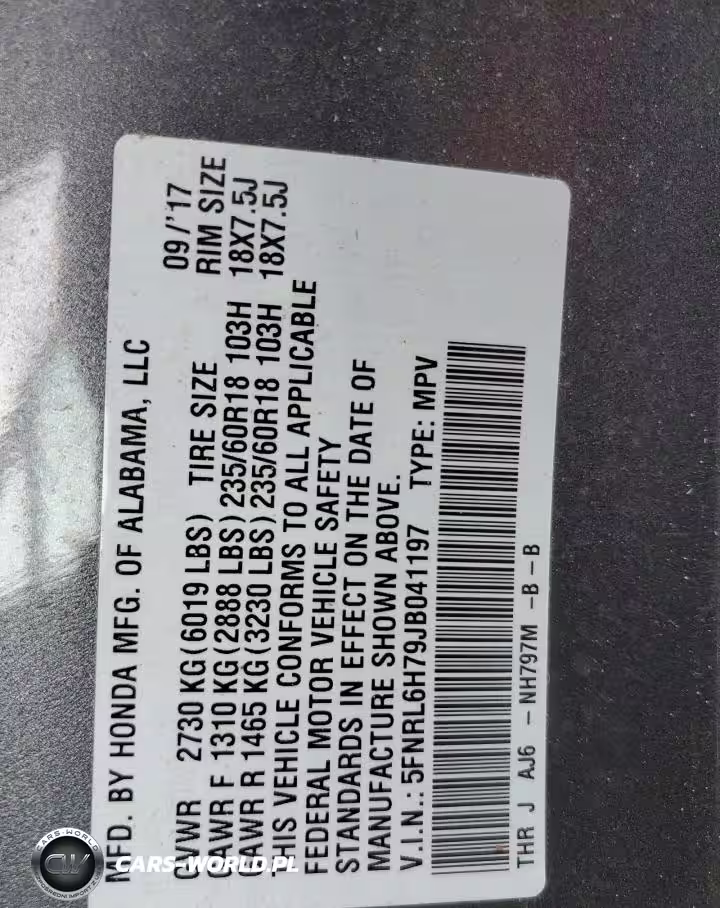 MFD. BY HONDA MFG. OF ALABAMA, LLC
09/'17
GVWR 2730 KG(6019 LBS) TIRE SIZE RIM SIZE
GAWR F 1310 KG(2888 LBS)235/60R18 103H 18X7.5J
GAWR R 1465 KG(3230 LBS)235/60R18 103H 18X7.5J
THIS VEHICLE CONFORMS TO ALL APPLICABLE
FEDERAL MOTOR VEHICLE SAFETY
STANDARDS IN EFFECT ON THE DATE OF
MANUFACTURE SHOWN ABOVE.
V.I.N.: 5FNRL6H79JB041197 TYPE: MPV
THR J AJ6 - NH797M -B-B
CARS-WORLD
CARS-WORLD.PL